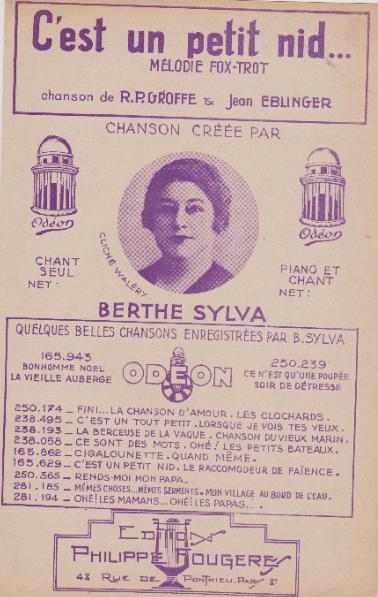 C'est un petit nid...
MÉLODIE FOX-TROT
chanson de R.P. GROFFE & Jean EBLINGER
CHANSON CRÉÉE PAR
Odéon
Odéon
CLICHÉ WALÉRY
CHANT
SEUL
NET:
PIANO ET
CHANT
NET:
BERTHE SYLVA
QUELQUES BELLES CHANSONS ENREGISTRÉES PAR B. SYLVA
165.943
BONHOMME NOEL
LA VIEILLE AUBERGE
ODÉON
250.239
CE N'EST QU'UNE POUPÉE
SOIR DE DÉTRESSE
250.174 _ FINI... LA CHANSON D'AMOUR. LES CLOCHARDS.
238.495 _ C'EST UN TOUT PETIT. LORSQUE JE VOIS TES YEUX.
238.193 _ LA BERCEUSE DE LA VAGUE. CHANSON DU VIEUX MARIN.
238.058 _ CE SONT DES MOTS. OHÉ! LES PETITS BATEAUX.
165.862 _ CIGALOUNETTE. QUAND MÊME.
165.629 _ C'EST UN PETIT NID. LE RACCOMODEUR DE FAÏENCE.
250.365 _ RENDS-MOI MON PAPA.
281.185 _ MÊMES CHOSES... MÊMES SERMENTS. MON VILLAGE AU BORD DE L'EAU.
281.194 _ OHÉ! LES MAMANS... OHÉ! LES PAPAS...
PHILIPPE FOUGERES
48 RUE DE PONTHIEU. PARIS 8e